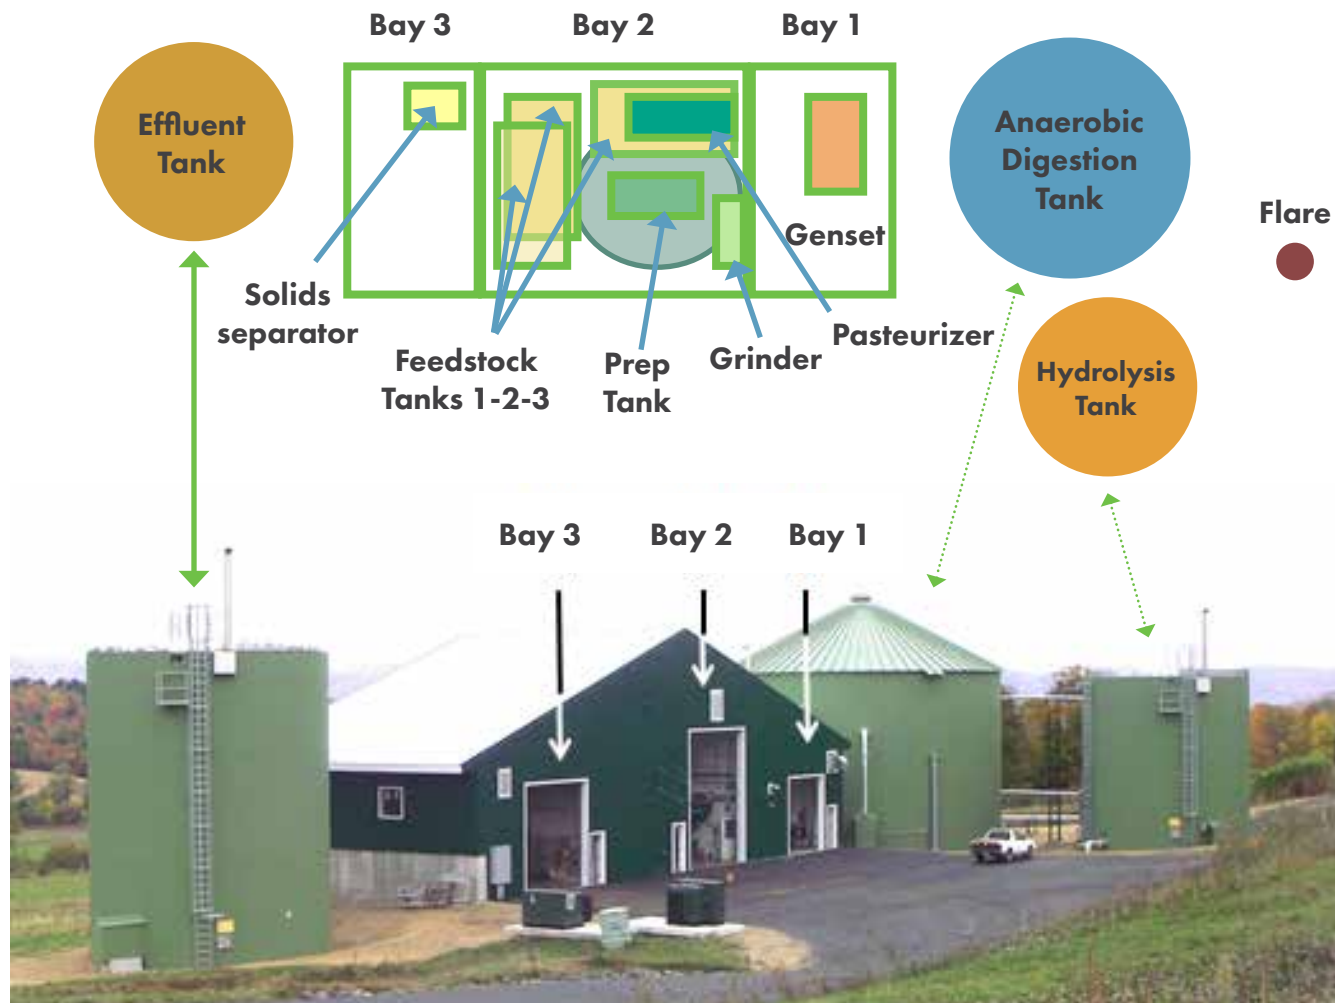 Bay 3
Bay 2
Bay 1
Effluent
Tank
Anaerobic
Digestion
Tank
Flare
Genset
Solids
separator
Feedstock
Tanks 1-2-3
Prep
Tank
Grinder
Pasteurizer
Hydrolysis
Tank
Bay 3
Bay 2
Bay 1